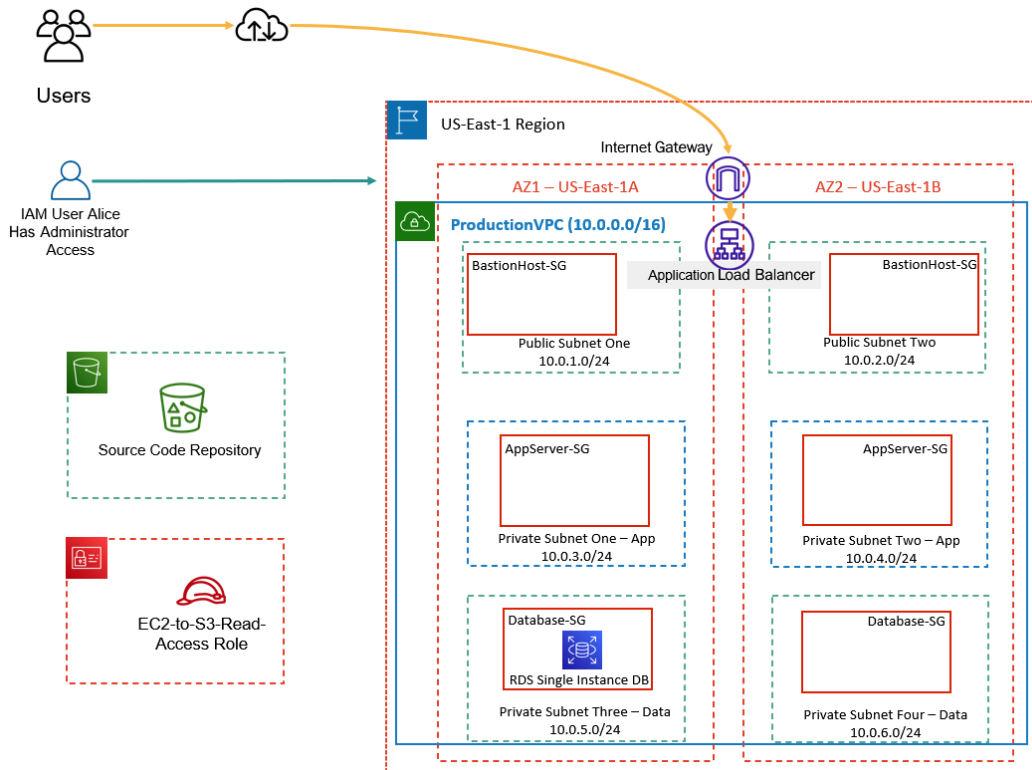 Users
US-East-1 Region
Internet Gateway
AZ1 – US-East-1A
AZ2 – US-East-1B
IAM User Alice
Has Administrator
Access
ProductionVPC (10.0.0.0/16)
BastionHost-SG
Application Load Balancer
BastionHost-SG
Public Subnet One
10.0.1.0/24
Public Subnet Two
10.0.2.0/24
Source Code Repository
AppServer-SG
AppServer-SG
Private Subnet One – App
10.0.3.0/24
Private Subnet Two – App
10.0.4.0/24
EC2-to-S3-Read-
Access Role
Database-SG
RDS Single Instance DB
Database-SG
Private Subnet Three – Data
10.0.5.0/24
Private Subnet Four – Data
10.0.6.0/24